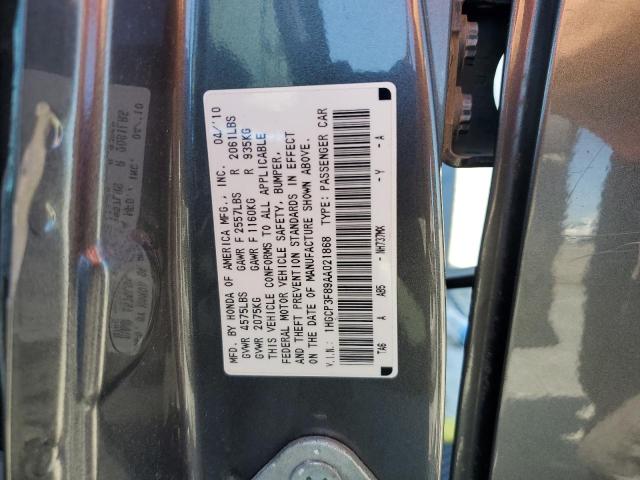 MFD. BY HONDA OF AMERICA MFG., INC. 04/'10
GVWR 4575LBS GAWR F 2557LBS R 2061LBS
GVWR 2075KG GAWR F 1160KG R 935KG
THIS VEHICLE CONFORMS TO ALL APPLICABLE
FEDERAL MOTOR VEHICLE SAFETY, BUMPER,
AND THEFT PREVENTION STANDARDS IN EFFECT
ON THE DATE OF MANUFACTURE SHOWN ABOVE.
V.I.N.: 1HGCP3F89AA021868 TYPE: PASSENGER CAR
TA6 A AB5 - NH737MX - Y - A